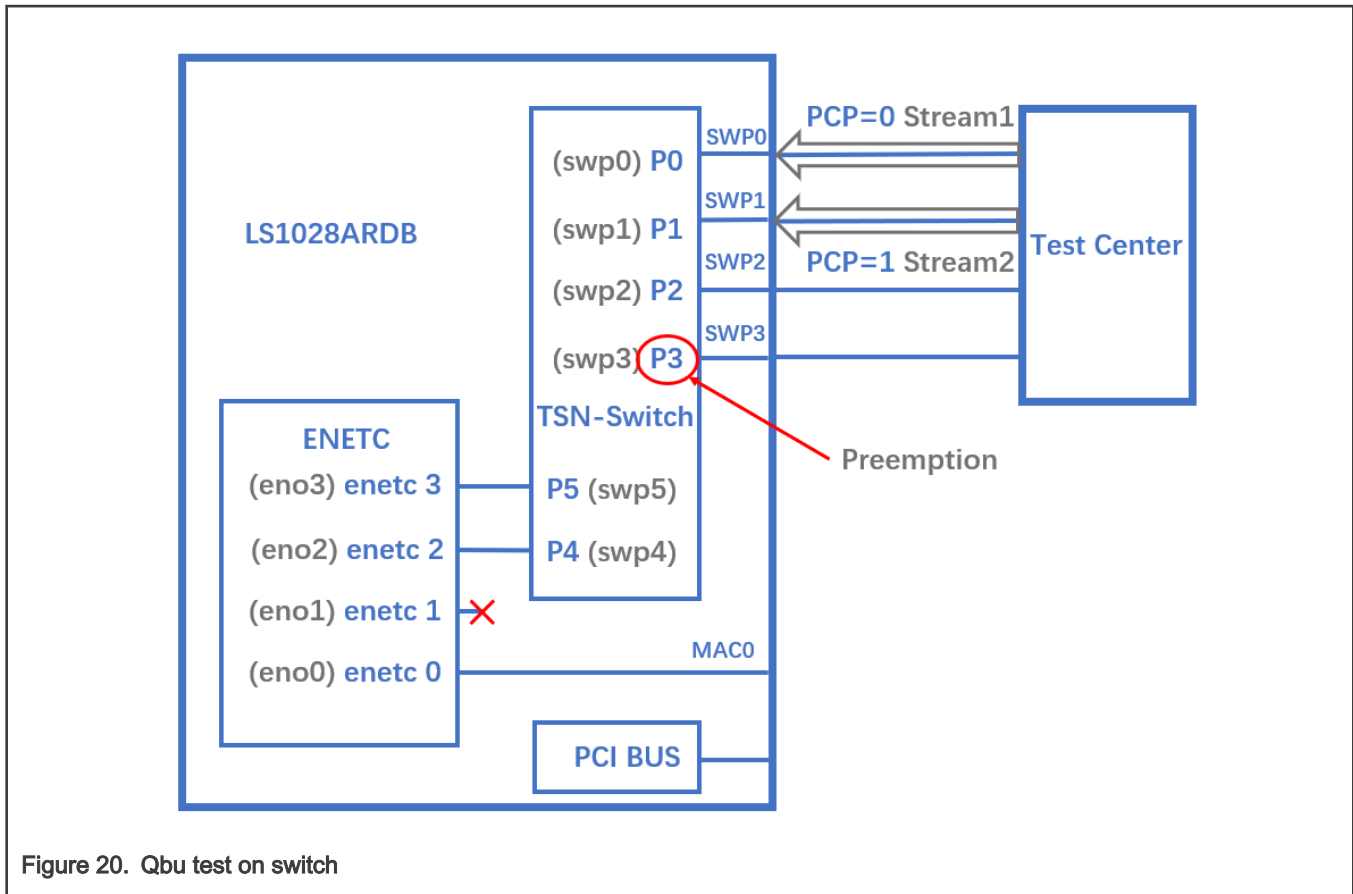 PCP=0 Stream1
SWP0
(swp0) P0
SWP1
LS1028ARDB
(swp1) P1
Test Center
SWP2
PCP=1 Stream2
(swp2) P2
SWP3
(swp3) P3
TSN-Switch
ENETC
Preemption
(eno3) enetc 3
P5 (swp5)
(eno2) enetc 2
P4 (swp4)
(eno1) enetc 1
MAC0
(eno0) enetc 0
PCI BUS
Figure 20. Qbu test on switch